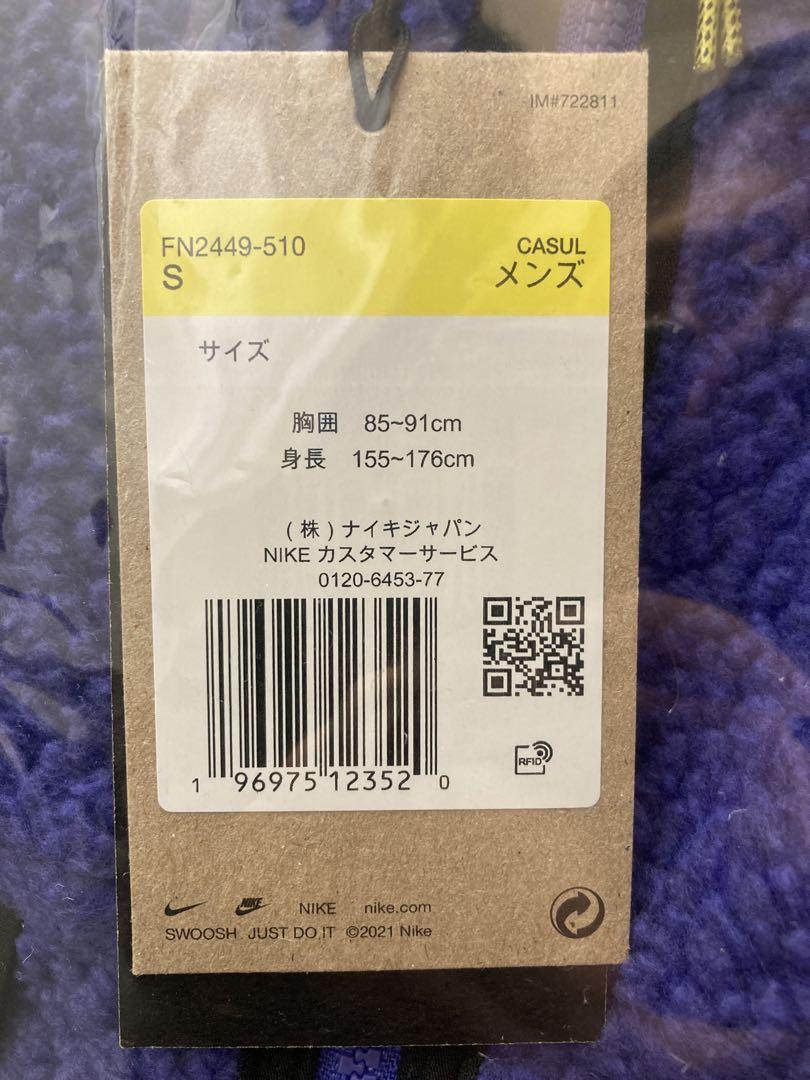 IM#722811
FN2449-510 CASUL
S メンズ
サイズ
胸囲 85~91cm
身長 155~176cm
(株)ナイキジャパン
NIKE カスタマーサービス
0120-6453-77
RFID
1 96975 12352 0
NIKE NIKE nike.com
SWOOSH JUST DO IT ©2021 Nike